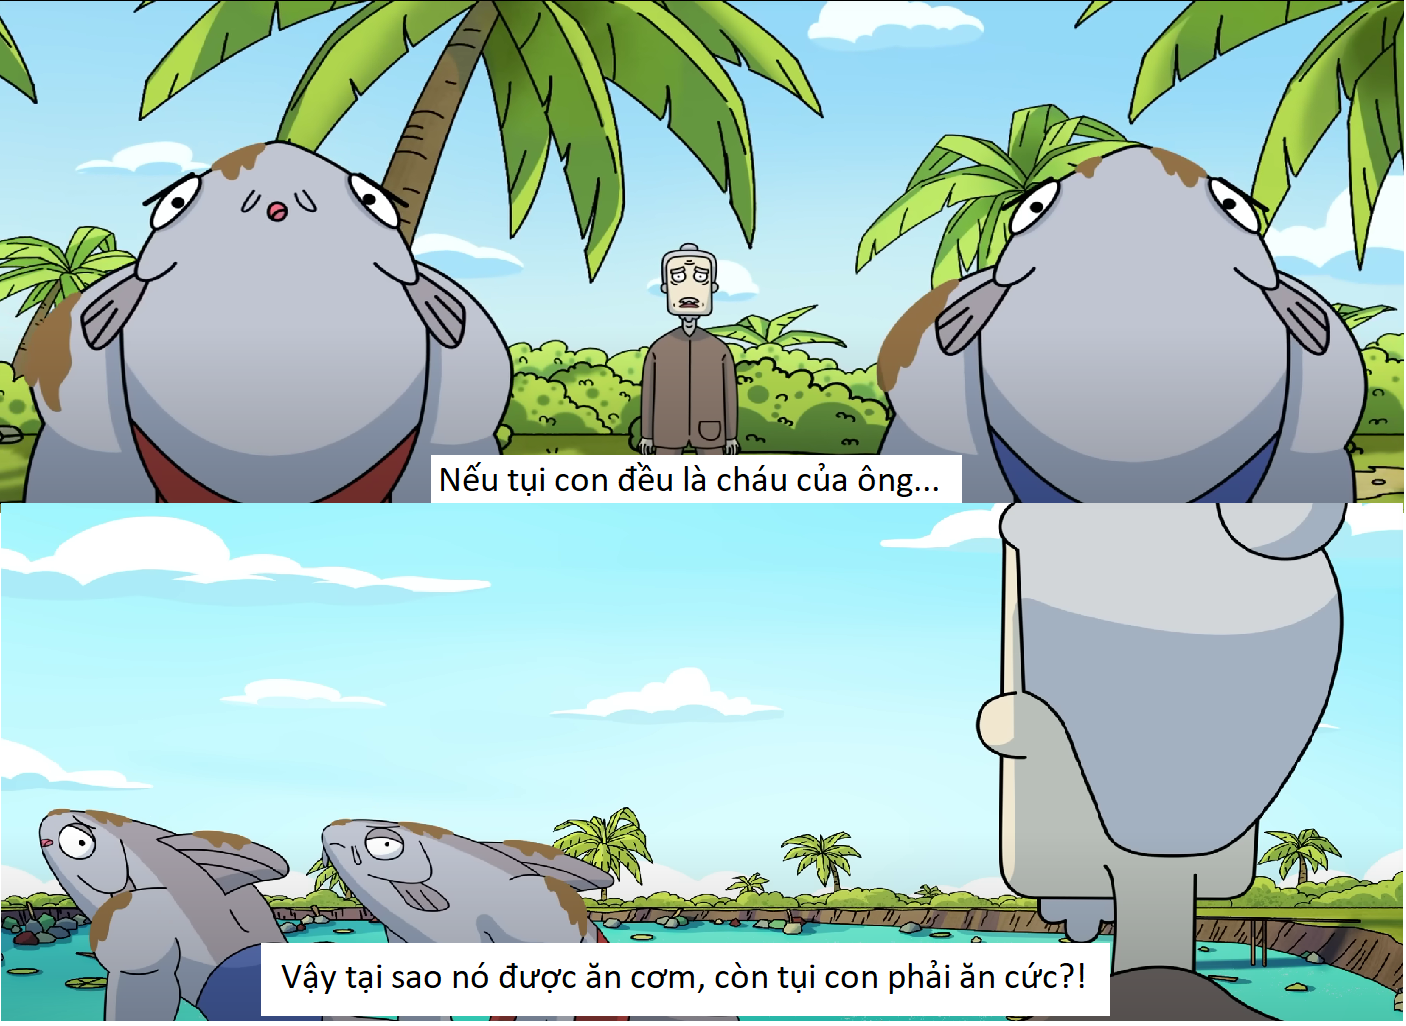 Nếu tụi con đều là cháu của ông...
Vậy tại sao nó được ăn cơm, còn tụi con phải ăn cức?!